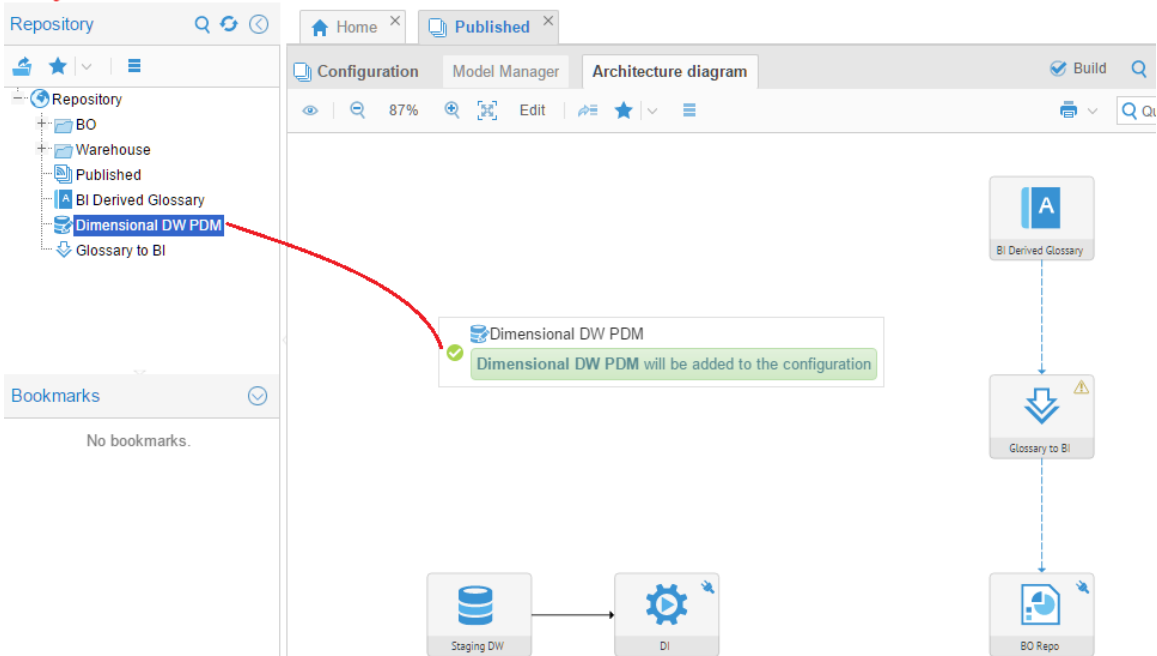 Repository
Home
Published
Configuration
Model Manager
Architecture diagram
Build
Repository
87%
Edit
BO
Warehouse
Published
BI Derived Glossary
Dimensional DW PDM
Glossary to BI
A
BI Derived Glossary
Dimensional DW PDM
Dimensional DW PDM will be added to the configuration
Bookmarks
No bookmarks.
Glossary to BI
Staging DW
DI
BO Repo